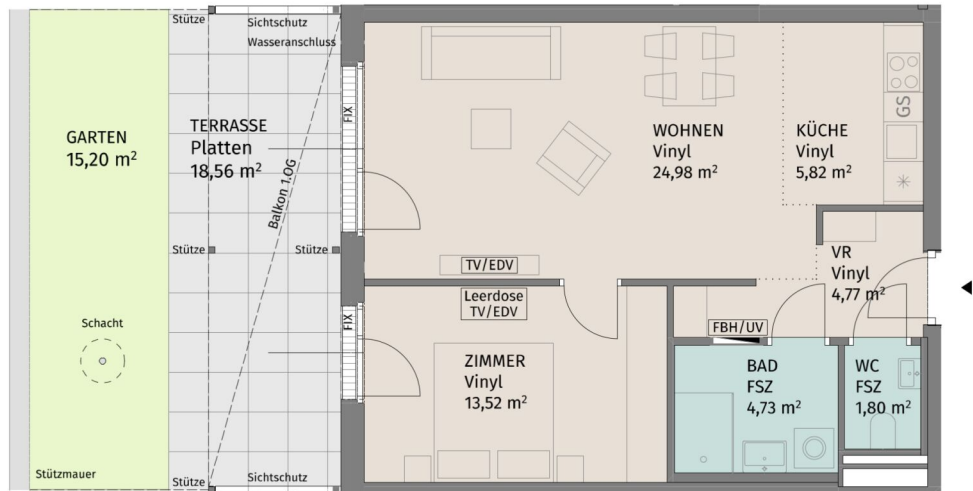 Stütze
Sichtschutz
Wasseranschluss
GARTEN
15,20 m²
TERRASSE
Platten
18,56 m²
Balkon 1.OG
FIX
WOHNEN
Vinyl
24,98 m²
KÜCHE
Vinyl
5,82 m²
GS
Stütze
Stütze
TV/EDV
VR
Vinyl
4,77 m²
Leerdose
TV/EDV
FBH/UV
Schacht
FIX
ZIMMER
Vinyl
13,52 m²
BAD
FSZ
4,73 m²
WC
FSZ
1,80 m²
Stützmauer
Stütze
Sichtschutz